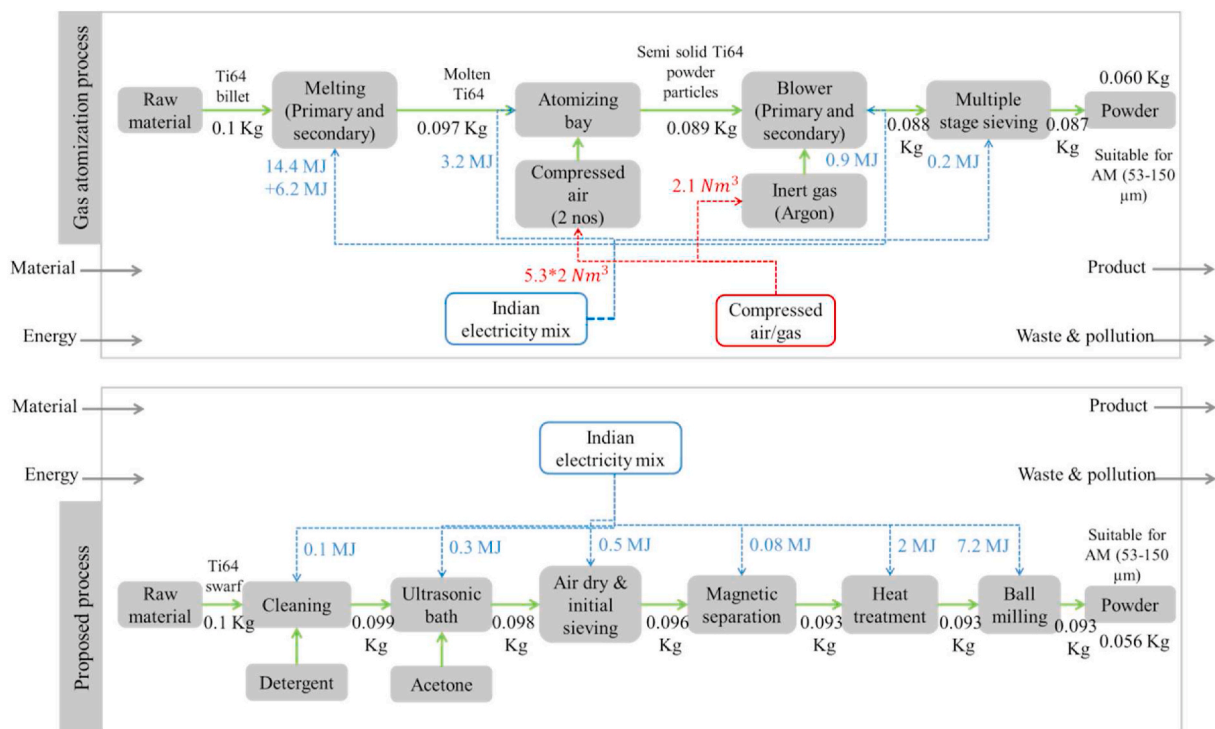 Gas atomization process
Raw
material
Ti64
billet
0.1 Kg
Melting
(Primary and
secondary)
14.4 MJ
+6.2 MJ
Molten
Ti64
0.097 Kg
3.2 MJ
Atomizing
bay
Compressed
air
(2 nos)
Semi solid Ti64
powder
particles
0.089 Kg
Blower
(Primary and
secondary)
0.9 MJ
2.1 Nm³
Inert gas
(Argon)
0.088
Kg
Multiple
stage sieving
0.2 MJ
0.087
Kg
0.060 Kg
Powder
Suitable for
AM (53-150
µm)
Material
Energy
5.3*2 Nm³
Indian
electricity mix
Compressed
air/gas
Product
Waste & pollution
Material
Energy
Indian
electricity mix
Product
Waste & pollution
Proposed process
Raw
material
Ti64
swarf
0.1 Kg
0.1 MJ
Cleaning
Detergent
0.099
Kg
0.3 MJ
Ultrasonic
bath
Acetone
0.098
Kg
0.5 MJ
Air dry &
initial
sieving
0.096
Kg
0.08 MJ
Magnetic
separation
0.093
Kg
2 MJ
Heat
treatment
0.093
Kg
7.2 MJ
Ball
milling
0.093
Kg
Suitable for
AM (53-150
µm)
Powder
0.056 Kg